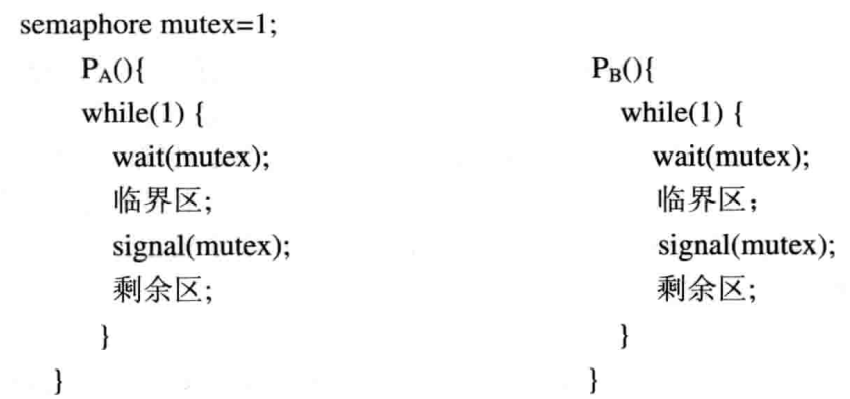 semaphore mutex=1;
PA(){
while(1) {
wait(mutex);
临界区;
signal(mutex);
剩余区;
}
}
PB(){
while(1) {
wait(mutex);
临界区；
signal(mutex);
剩余区;
}
}